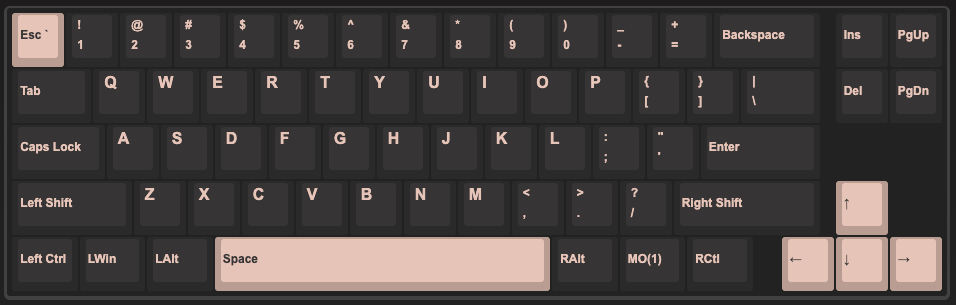 Esc ` ! 1 @ 2 # 3 $ 4 % 5 ^ 6 & 7 * 8 ( 9 ) 0 _ - + = Backspace Ins PgUp
Tab Q W E R T Y U I O P { [ } ] | \ Del PgDn
Caps Lock A S D F G H J K L : ; " ' Enter
Left Shift Z X C V B N M < , > . ? / Right Shift ↑
Left Ctrl LWin LAlt Space RAlt MO(1) RCtl ← ↓ →